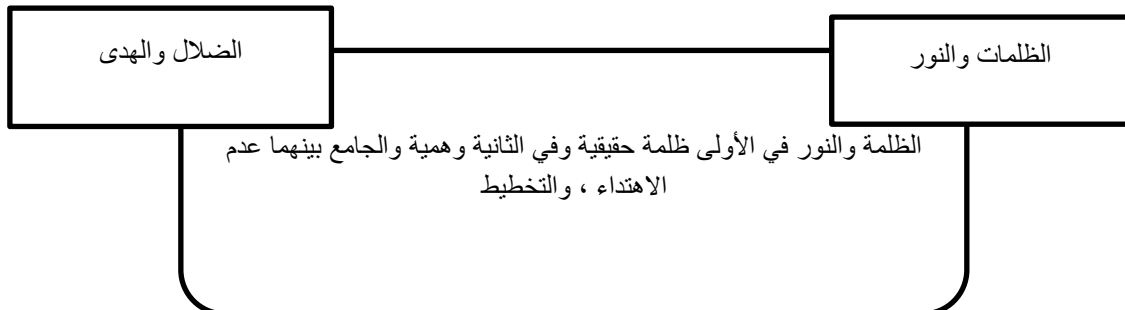 الظلمات والنور
الضلال والهدى
الظلمة والنور في الأولى ظلمة حقيقية وفي الثانية وهمية والجامع بينهما عدم
الاهتداء ، والتخطيط